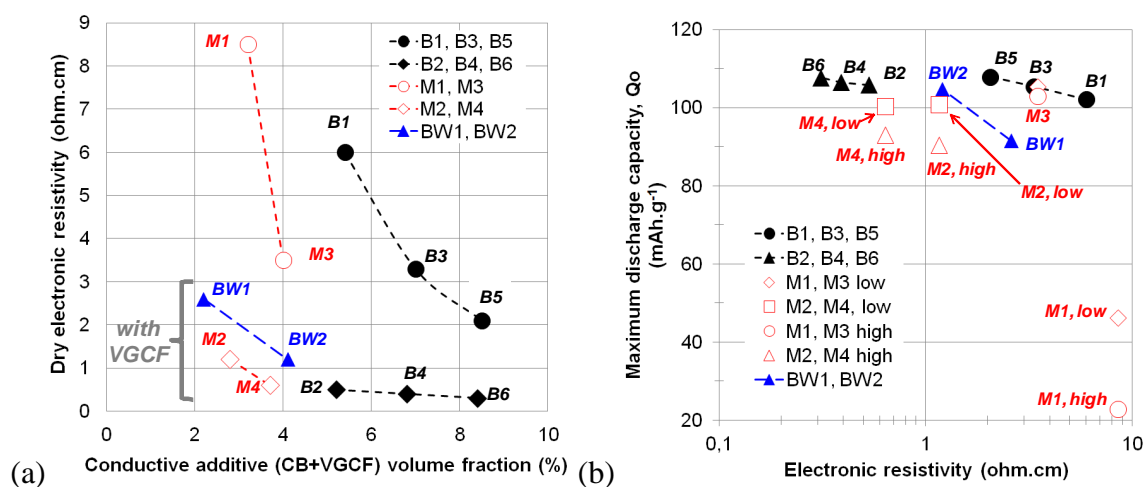 (a)
Dry electronic resistivity (ohm.cm)
9
8
7
6
5
4
3
2
1
0
0
2
4
6
8
10
Conductive additive (CB+VGCF) volume fraction (%)
M1
B1, B3, B5
B2, B4, B6
M1, M3
M2, M4
BW1, BW2
B1
M3
B3
B5
with
VGCF
BW1
M2
BW2
M4
B2
B4
B6
(b)
Maximum discharge capacity, Qo
(mAh.g⁻¹)
120
100
80
60
40
20
0,1
1
10
Electronic resistivity (ohm.cm)
B6
B4
B2
BW2
B5
B3
B1
M3
M4, low
M4, high
M2, high
BW1
M2, low
B1, B3, B5
B2, B4, B6
M1, M3 low
M2, M4, low
M1, M3 high
M2, M4 high
BW1, BW2
M1, low
M1, high